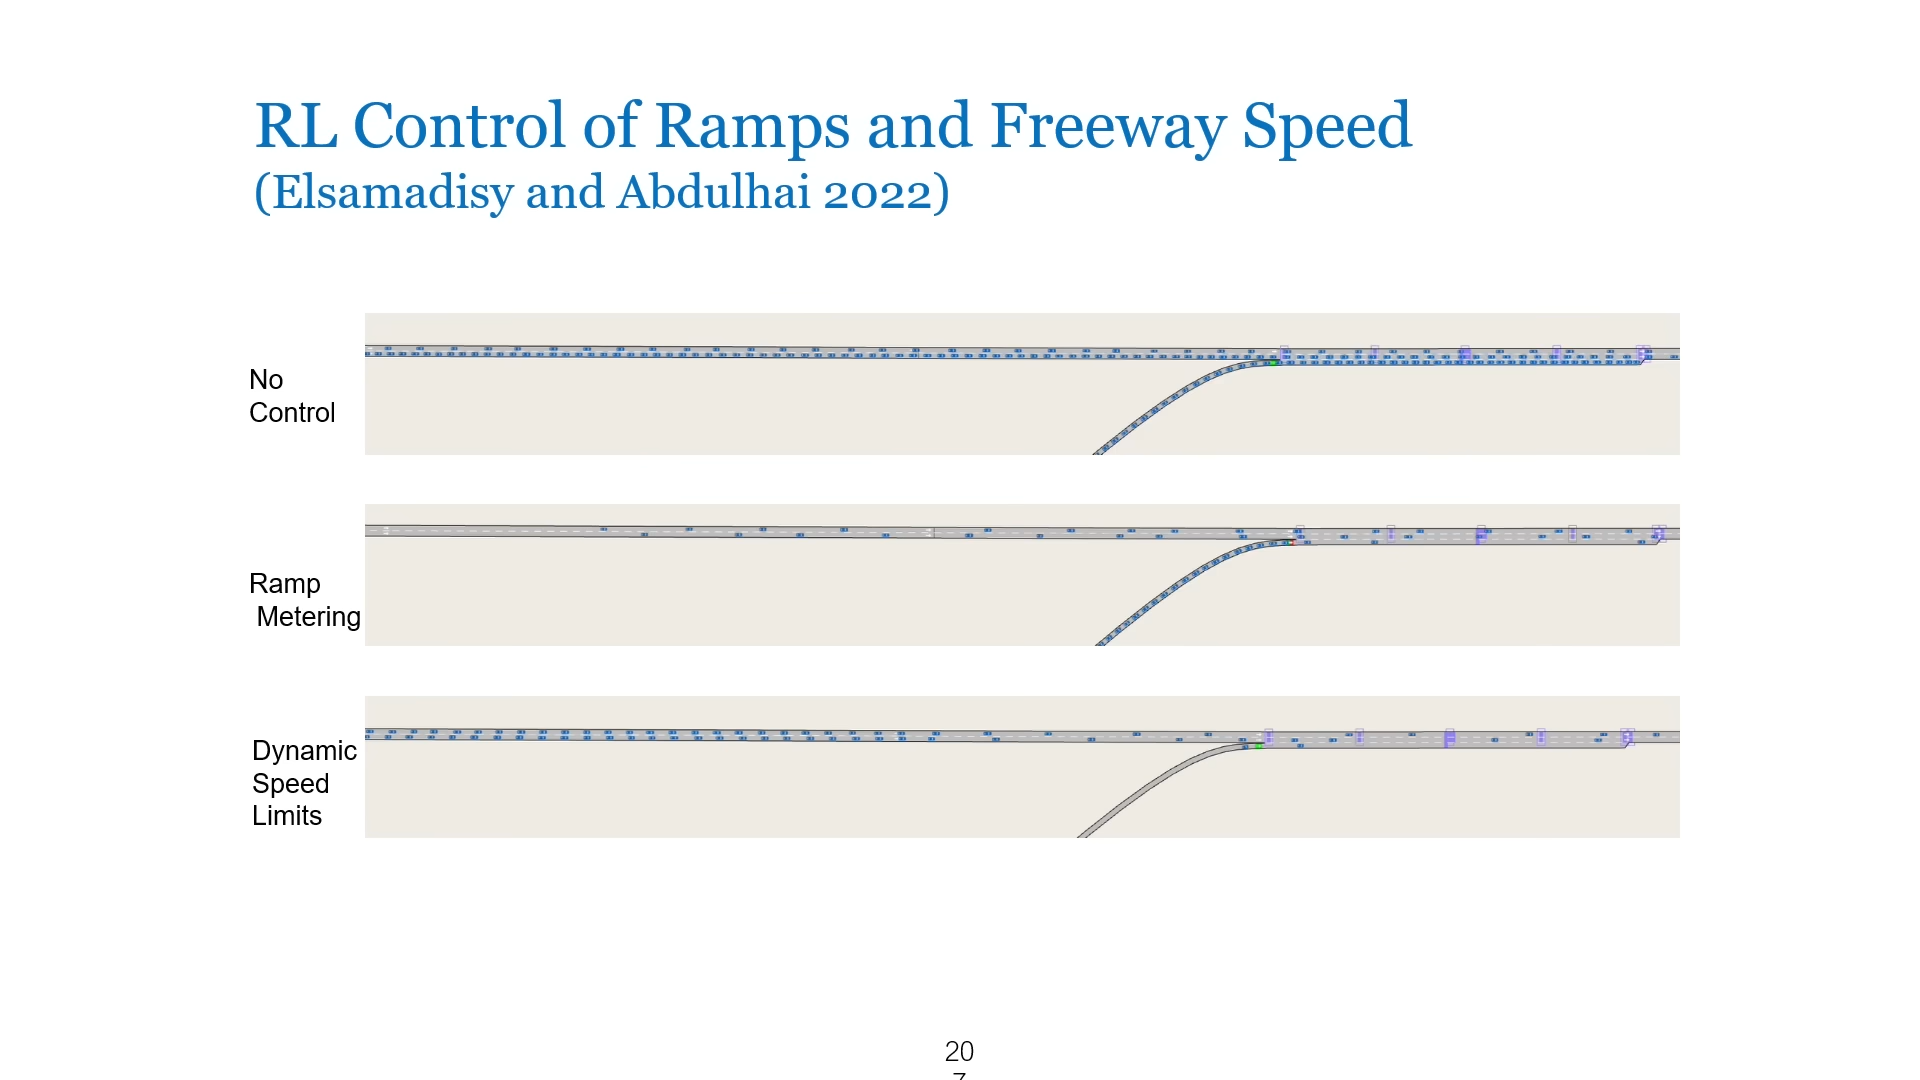 RL Control of Ramps and Freeway Speed
(Elsamadisy and Abdulhai 2022)
No
Control
Ramp
Metering
Dynamic
Speed
Limits
20
7